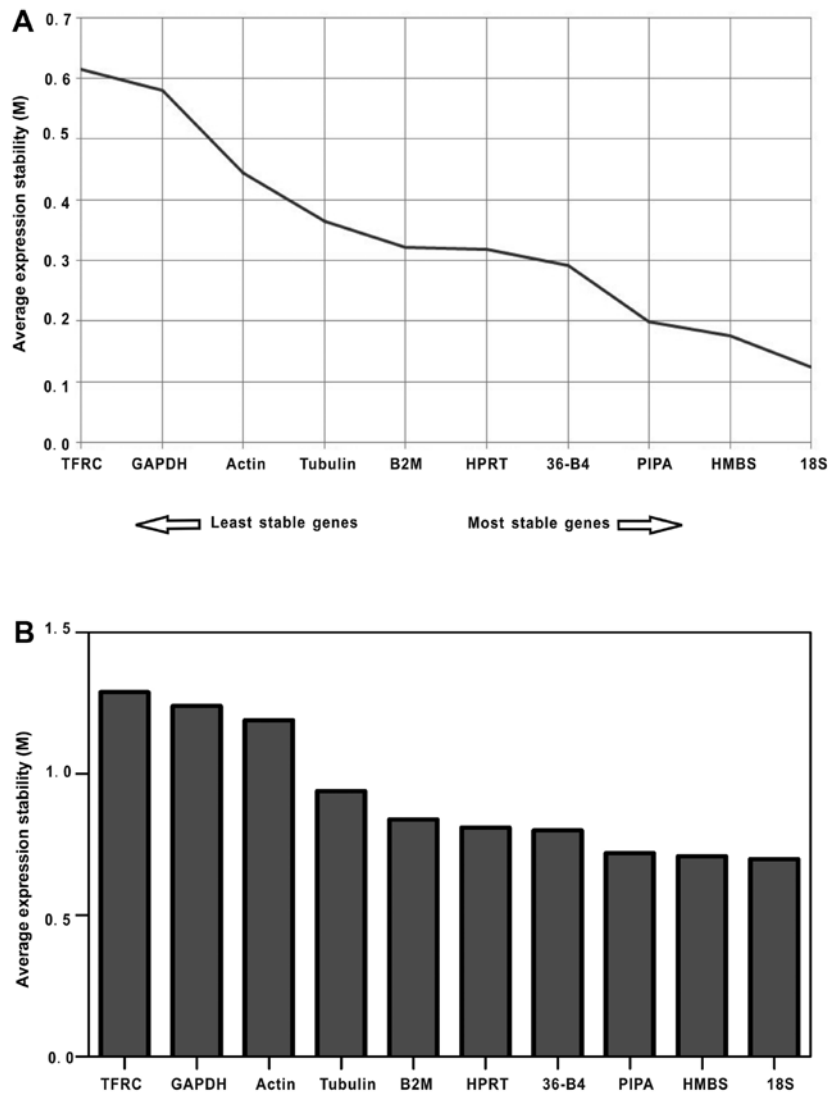 A
Average expression stability (M)
0.7
0.6
0.5
0.4
0.3
0.2
0.1
0.0
TFRC GAPDH Actin Tubulin B2M HPRT 36-B4 PIPA HMBS 18S
Least stable genes Most stable genes
B
Average expression stability (M)
1.5
1.0
0.5
0.0
TFRC GAPDH Actin Tubulin B2M HPRT 36-B4 PIPA HMBS 18S